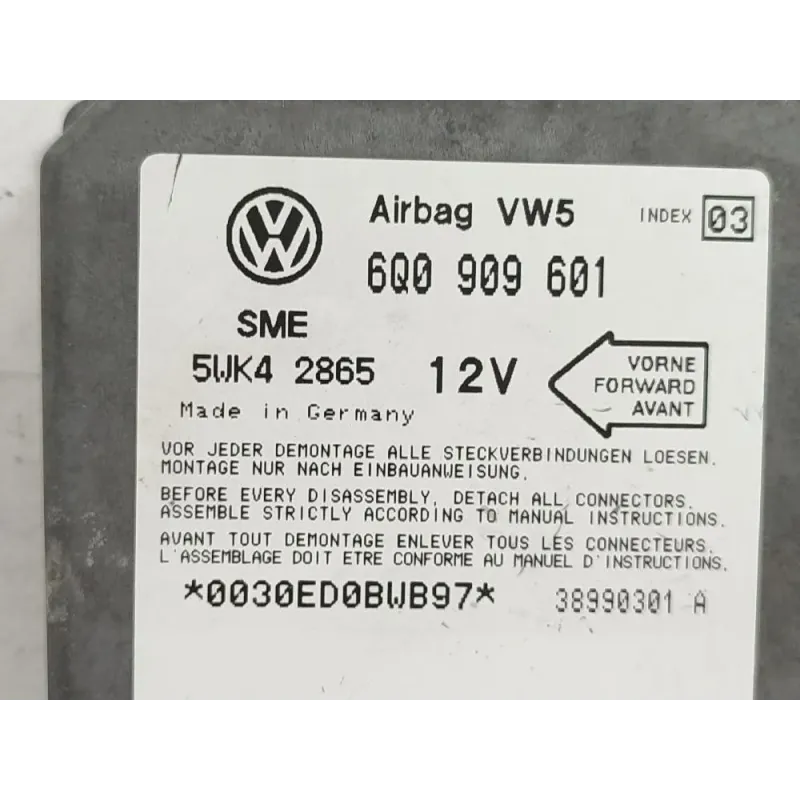 Airbag VW5 INDEX 03
6Q0 909 601
SME
5WK4 2865 12V
VORNE
FORWARD
AVANT
Made in Germany
VOR JEDER DEMONTAGE ALLE STECKVERBINDUNGEN LOESEN.
MONTAGE NUR NACH EINBAUANWEISUNG.
BEFORE EVERY DISASSEMBLY, DETACH ALL CONNECTORS.
ASSEMBLE STRICTLY ACCORDING TO MANUAL INSTRUCTIONS.
AVANT TOUT DEMONTAGE ENLEVER TOUS LES CONNECTEURS.
L'ASSEMBLAGE DOIT ETRE CONFORME AU MANUEL D'INSTRUCTIONS.
*0030ED0BWB97* 38990301 A